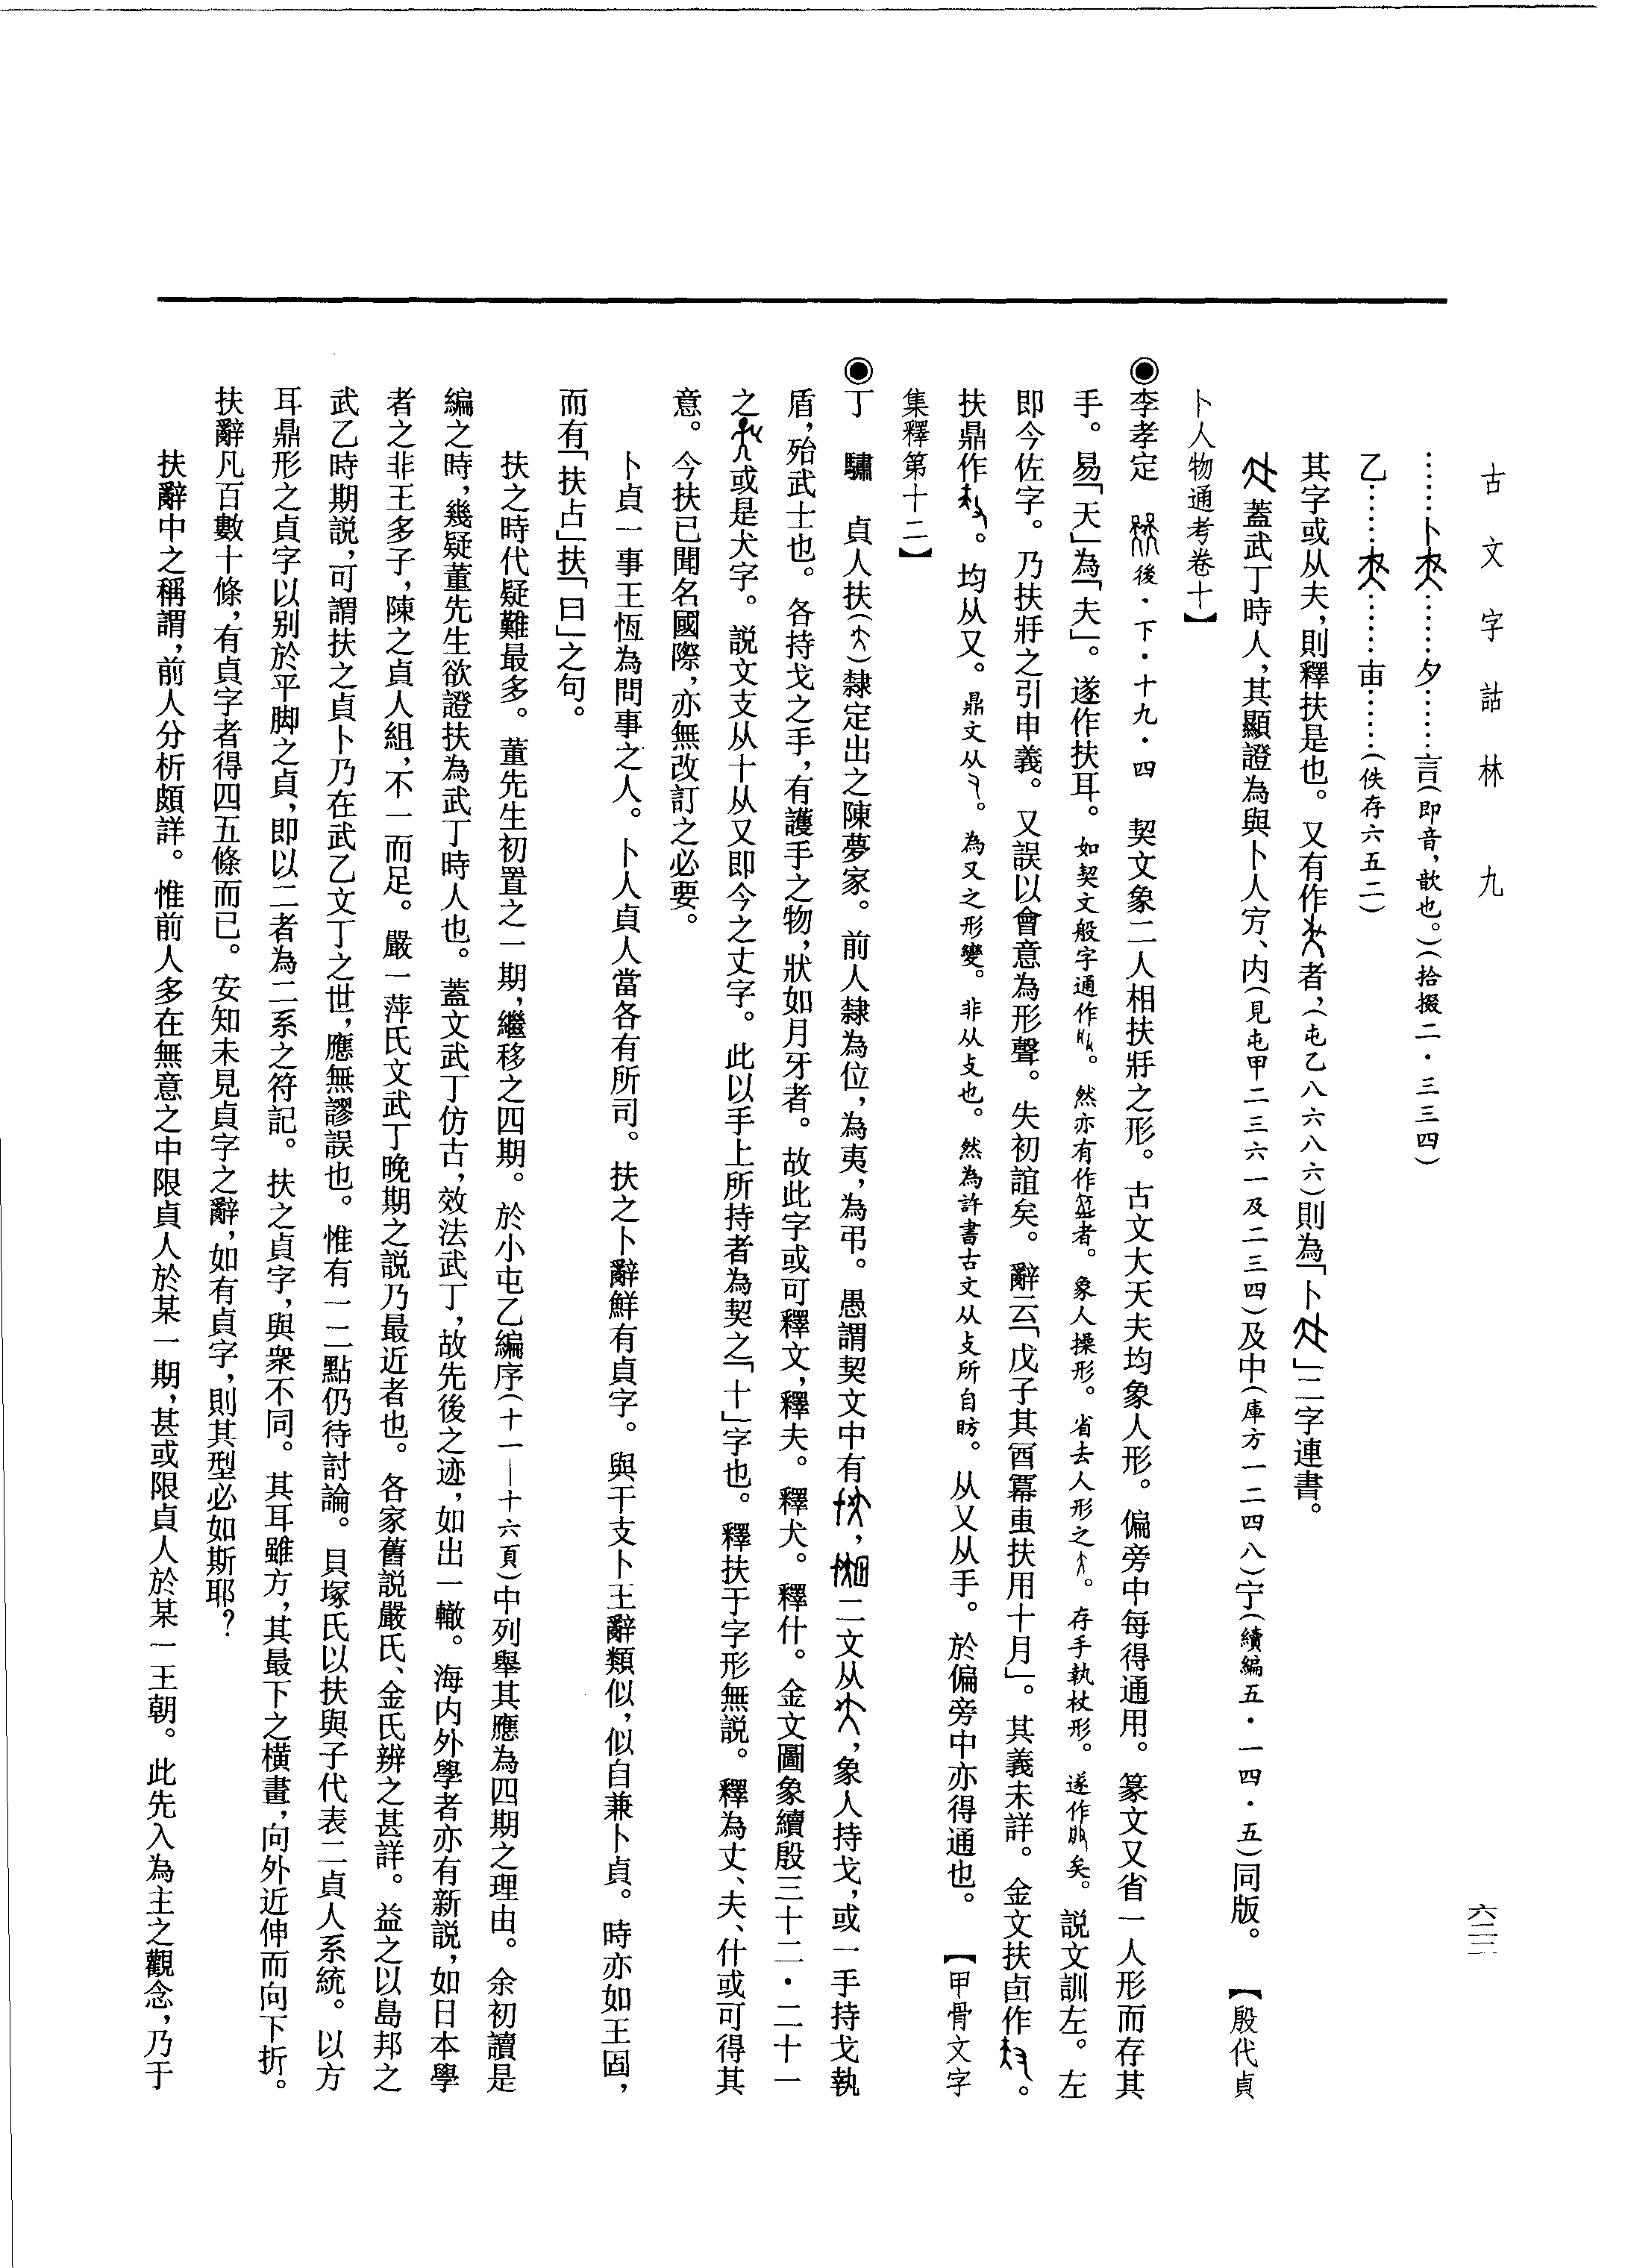 古文字詁林 九
六二二
……卜……夕……言(即音,歆也。)(拾掇二·三三四)
乙…………甴……(佚存六五二)
其字或从夫,則釋扶是也。又有作者,(屯乙八六八六)則為「卜」二字連書。
蓋武丁時人,其顯證為與卜人㝑、内(見屯甲二三六一及二三四)及中(庫方一二四八)宁(續編五·一四·五)同版。 【殷代貞
卜人物通考卷十】
◉李孝定 後·下·十九·四 契文象二人相扶牂之形。古文大天夫均象人形。偏旁中每得通用。篆文又省一人形而存其
手。易「天」為「夫」。遂作扶耳。如契文般字通作。然亦有作者。象人操形。省去人形之。存手執杖形。遂作矣。説文訓左。左
即今佐字。乃扶牂之引申義。又誤以會意為形聲。失初誼矣。辭云「戊子其㝛羃叀扶用十月」。其義未詳。金文扶卣作。
扶鼎作。均从又。鼎文从。為又之形變。非从攴也。然為許書古文从攴所自昉。从又从手。於偏旁中亦得通也。 【甲骨文字
集釋第十二】
◉丁 驌 貞人扶()隸定出之陳夢家。前人隸為位,為夷,為弔。愚謂契文中有,二文从,象人持戈,或一手持戈執
盾,殆武士也。各持戈之手,有護手之物,狀如月牙者。故此字或可釋文,釋夫。釋犬。釋什。金文圖象續殷三十二·二十一
之或是犬字。説文支从十从又即今之丈字。此以手上所持者為契之「十」字也。釋扶于字形無説。釋為丈、夫、什或可得其
意。今扶已聞名國際,亦無改訂之必要。
卜貞一事王恆為問事之人。卜人貞人當各有所司。扶之卜辭鮮有貞字。與干支卜王辭類似,似自兼卜貞。時亦如王固,
而有「扶占」扶「曰」之句。
扶之時代疑難最多。董先生初置之一期,繼移之四期。於小屯乙編序(十一—十六頁)中列舉其應為四期之理由。余初讀是
編之時,幾疑董先生欲證扶為武丁時人也。蓋文武丁仿古,效法武丁,故先後之迹,如出一轍。海内外學者亦有新説,如日本學
者之非王多子,陳之貞人組,不一而足。嚴一萍氏文武丁晚期之説乃最近者也。各家舊説嚴氏、金氏辨之甚詳。益之以島邦之
武乙時期説,可謂扶之貞卜乃在武乙文丁之世,應無謬誤也。惟有一二點仍待討論。貝塚氏以扶與子代表二貞人系統。以方
耳鼎形之貞字以别於平脚之貞,即以二者為二系之符記。扶之貞字,與衆不同。其耳雖方,其最下之橫畫,向外近伸而向下折。
扶辭凡百數十條,有貞字者得四五條而已。安知未見貞字之辭,如有貞字,則其型必如斯耶?
扶辭中之稱謂,前人分析頗詳。惟前人多在無意之中限貞人於某一期,甚或限貞人於某一王朝。此先入為主之觀念,乃于